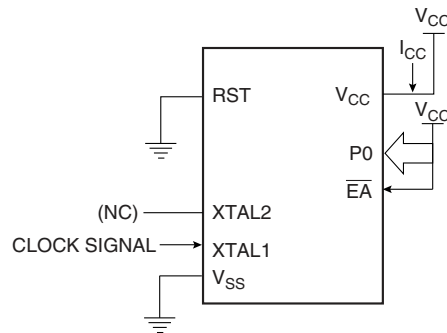 VCC
ICC
RST
VCC
VCC
P0
EA
(NC)
XTAL2
CLOCK SIGNAL
XTAL1
VSS